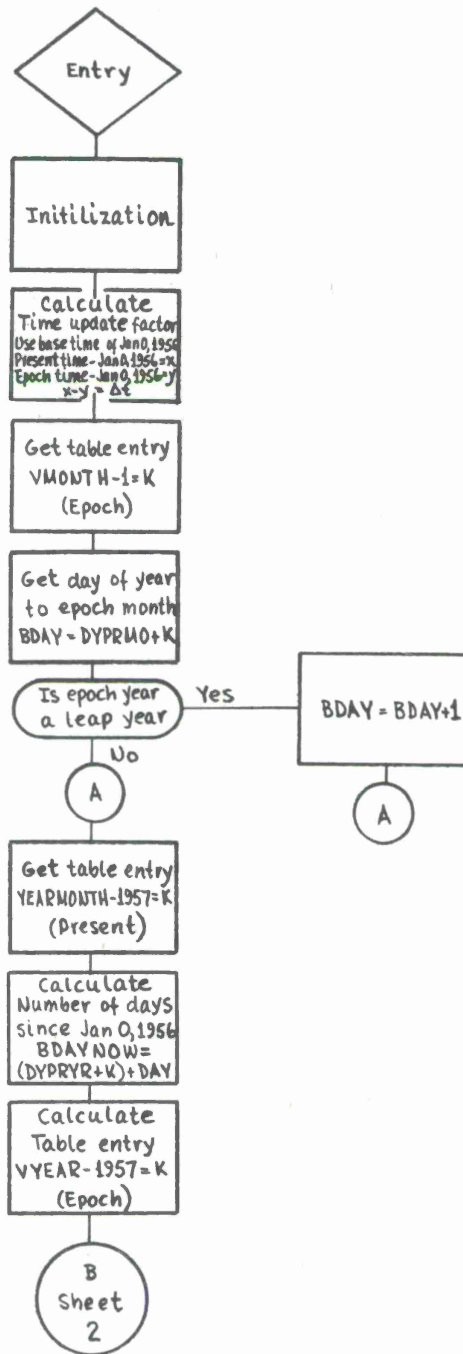 Entry
Initilization
Calculate
Time update factor
Use base time of Jan 0, 1956
Present time - Jan 0, 1956 = x
Epoch time - Jan 0, 1956 = y
x-y = Δt
Get table entry
VMONTH-1=K
(Epoch)
Get day of year
to epoch month
BDAY = DYPRMO+K
Is epoch year
a leap year
Yes
BDAY = BDAY+1
No
A
A
Get table entry
YEARMONTH-1957=K
(Present)
Calculate
Number of days
since Jan 0, 1956
BDAYNOW=
(DYPRYR+K)+DAY
Calculate
Table entry
VYEAR-1957=K
(Epoch)
B
Sheet
2